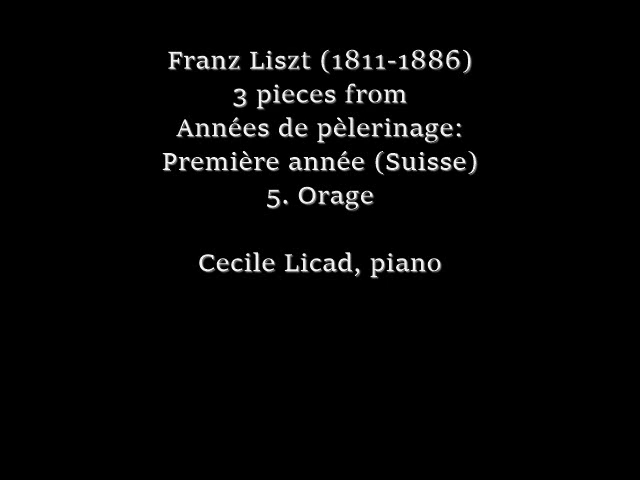 Franz Liszt (1811-1886)
3 pieces from
Années de pèlerinage:
Première année (Suisse)
5. Orage
Cecile Licad, piano